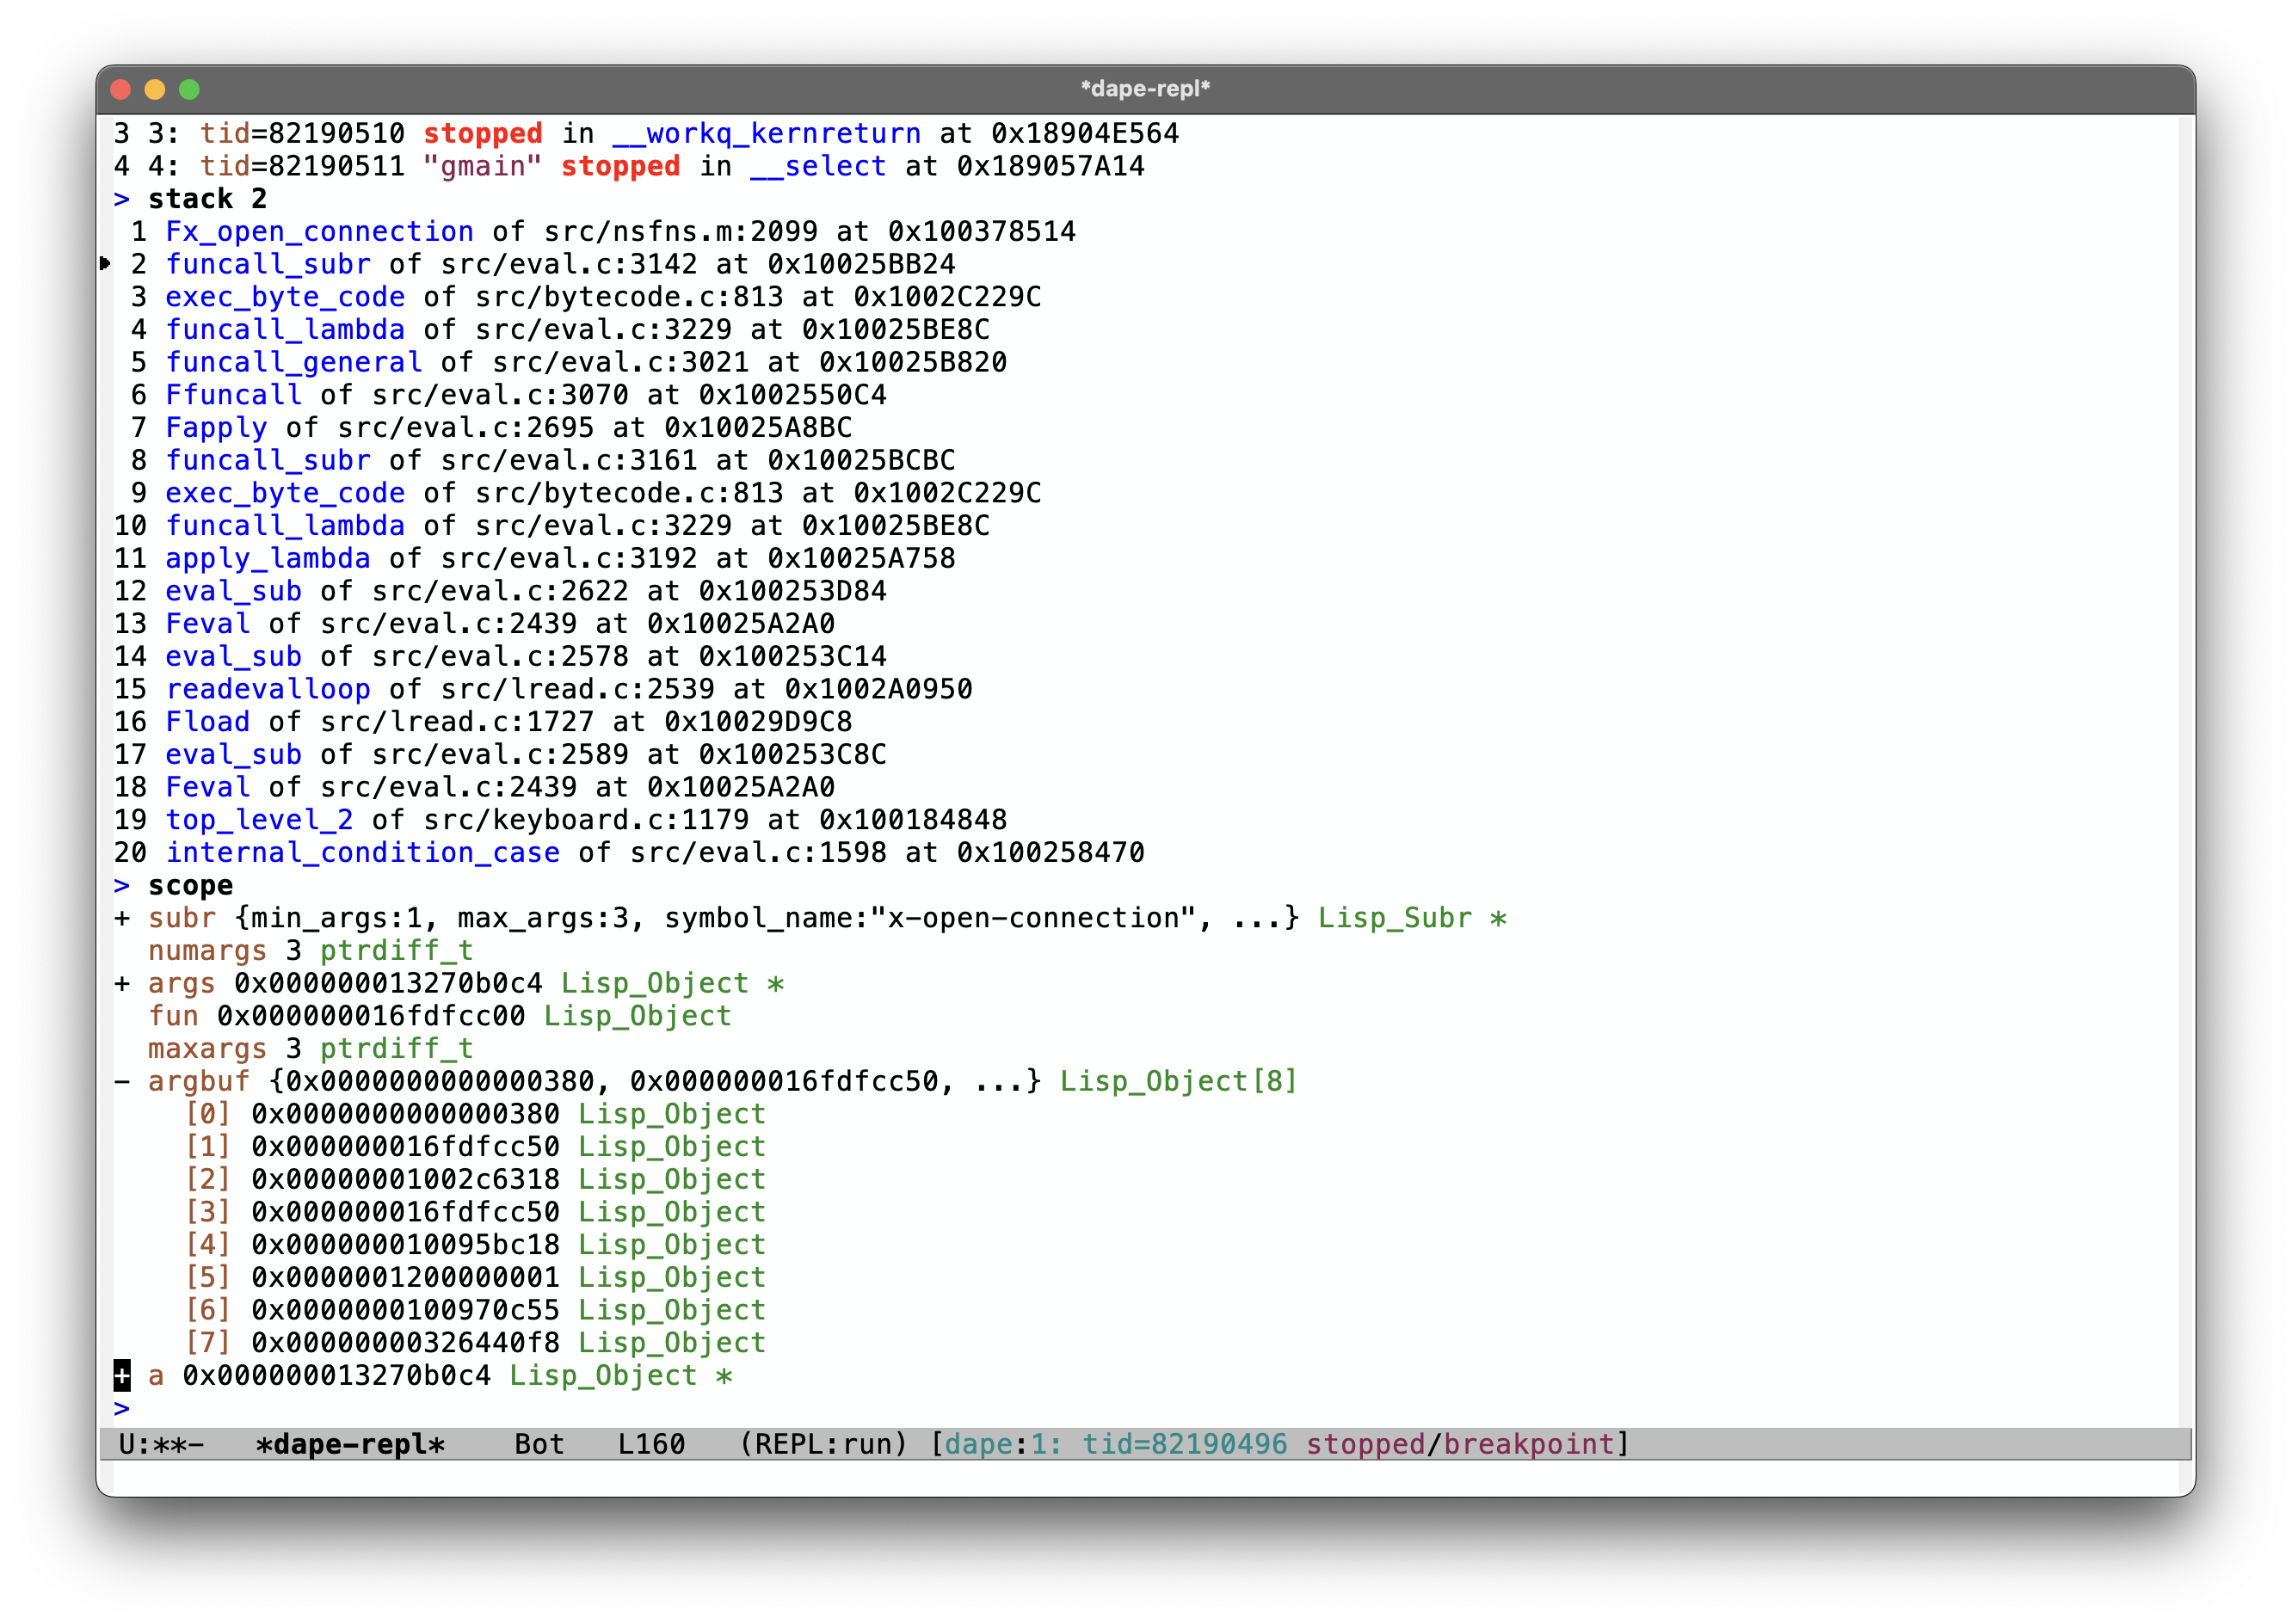 *dape-repl*
3 3: tid=82190510 stopped in __workq_kernreturn at 0x18904E564
4 4: tid=82190511 "gmain" stopped in __select at 0x189057A14
> stack 2
1 Fx_open_connection of src/nsfns.m:2099 at 0x100378514
2 funcall_subr of src/eval.c:3142 at 0x10025BB24
3 exec_byte_code of src/bytecode.c:813 at 0x1002C229C
4 funcall_lambda of src/eval.c:3229 at 0x10025BE8C
5 funcall_general of src/eval.c:3021 at 0x10025B820
6 Ffuncall of src/eval.c:3070 at 0x1002550C4
7 Fapply of src/eval.c:2695 at 0x10025A8BC
8 funcall_subr of src/eval.c:3161 at 0x10025BCBC
9 exec_byte_code of src/bytecode.c:813 at 0x1002C229C
10 funcall_lambda of src/eval.c:3229 at 0x10025BE8C
11 apply_lambda of src/eval.c:3192 at 0x10025A758
12 eval_sub of src/eval.c:2622 at 0x100253D84
13 Feval of src/eval.c:2439 at 0x10025A2A0
14 eval_sub of src/eval.c:2578 at 0x100253C14
15 readevalloop of src/lread.c:2539 at 0x1002A0950
16 Fload of src/lread.c:1727 at 0x10029D9C8
17 eval_sub of src/eval.c:2589 at 0x100253C8C
18 Feval of src/eval.c:2439 at 0x10025A2A0
19 top_level_2 of src/keyboard.c:1179 at 0x100184848
20 internal_condition_case of src/eval.c:1598 at 0x100258470
> scope
+ subr {min_args:1, max_args:3, symbol_name:"x-open-connection", ...} Lisp_Subr *
numargs 3 ptrdiff_t
+ args 0x000000013270b0c4 Lisp_Object *
fun 0x000000016fdfcc00 Lisp_Object
maxargs 3 ptrdiff_t
- argbuf {0x0000000000000380, 0x000000016fdfcc50, ...} Lisp_Object[8]
[0] 0x0000000000000380 Lisp_Object
[1] 0x000000016fdfcc50 Lisp_Object
[2] 0x00000001002c6318 Lisp_Object
[3] 0x000000016fdfcc50 Lisp_Object
[4] 0x000000010095bc18 Lisp_Object
[5] 0x0000001200000001 Lisp_Object
[6] 0x0000000100970c55 Lisp_Object
[7] 0x00000000326440f8 Lisp_Object
+ a 0x000000013270b0c4 Lisp_Object *
>
U:**- *dape-repl* Bot L160 (REPL:run) [dape:1: tid=82190496 stopped/breakpoint]